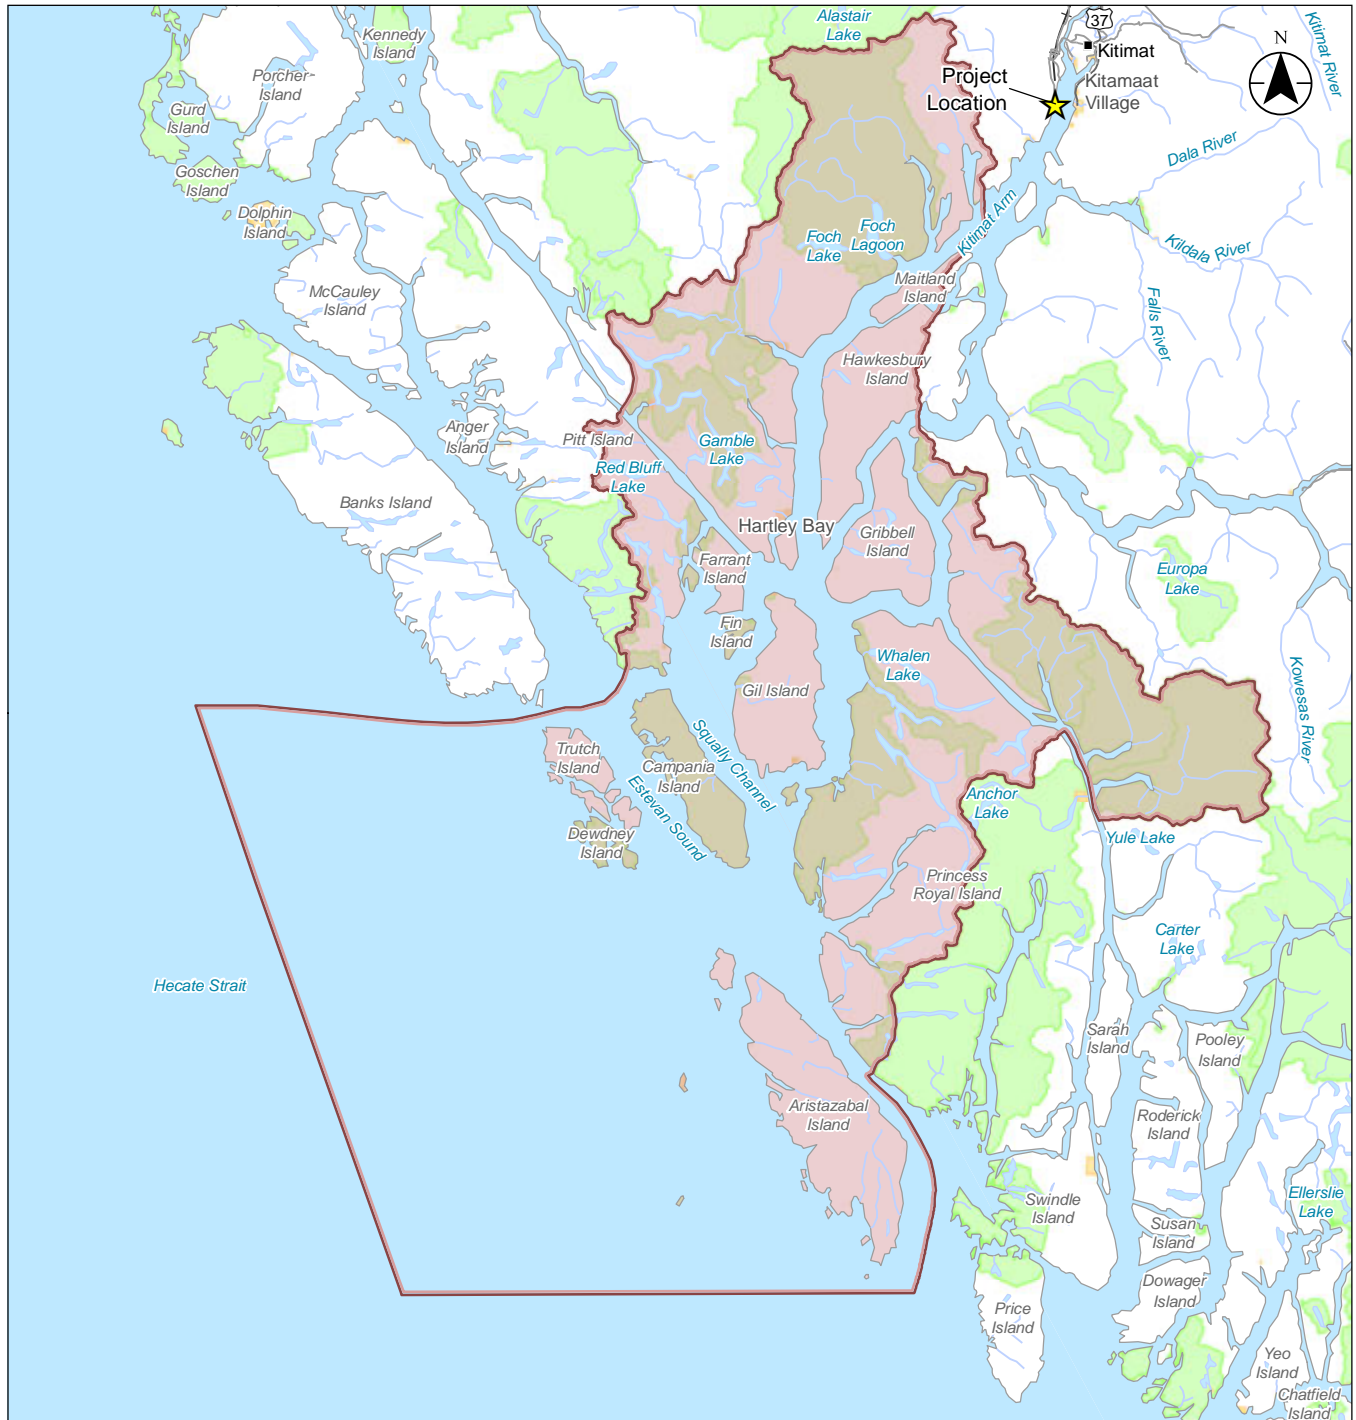 Alastair
Lake
37
Kitimat
Kitimat River
N
Kennedy
Island
Porcher-
Island
Project
Location
Kitamaat
Village
Gurd
Island
Dala River
Goschen
Island
Dolphin
Island
Foch
Lake
Foch
Lagoon
Kitimat Arm
Kildala River
McCauley
Island
Maitland
Island
Falls River
Hawkesbury
Island
Anger
Island
Pitt Island
Gamble
Lake
Red Bluff
Lake
Banks Island
Hartley Bay
Gribbell
Island
Farrant
Island
Europa
Lake
Fin
Island
Whalen
Lake
Kowesas River
Gil Island
Squally Channel
Trutch
Island
Campania
Island
Estevan Sound
Anchor
Lake
Dewdney
Island
Yule Lake
Princess
Royal Island
Carter
Lake
Hecate Strait
Sarah
Island
Pooley
Island
Aristazabal
Island
Roderick
Island
Swindle
Island
Ellerslie
Lake
Susan
Island
Dowager
Island
Price
Island
Yeo
Island
Chatfield
Island